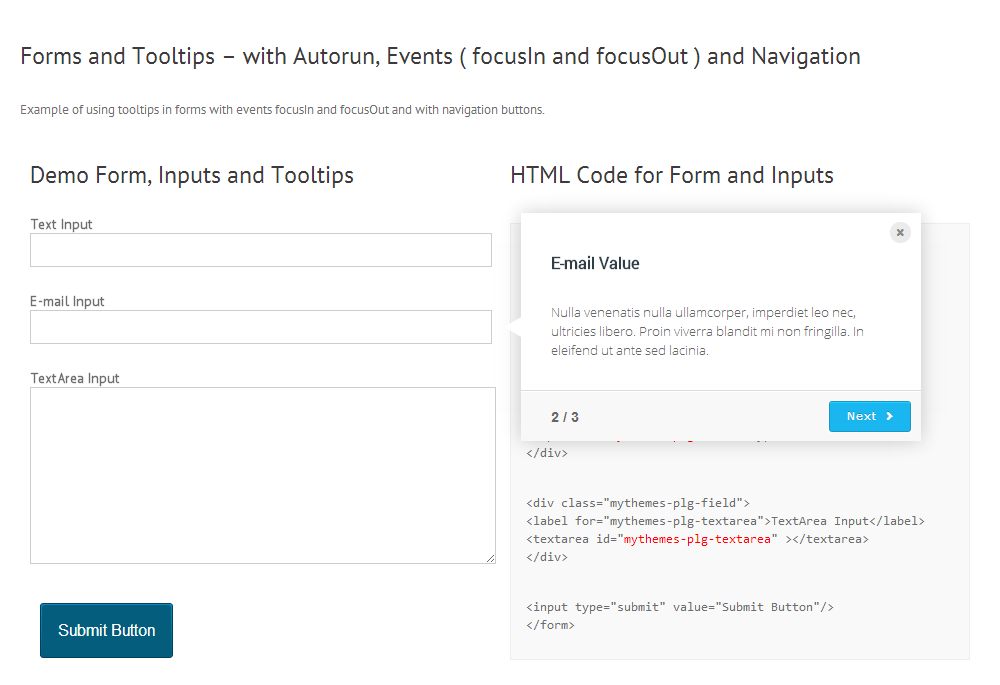 Forms and Tooltips – with Autorun, Events ( focusIn and focusOut ) and Navigation
Example of using tooltips in forms with events focusIn and focusOut and with navigation buttons.
Demo Form, Inputs and Tooltips
Text Input
E-mail Input
TextArea Input
Submit Button
HTML Code for Form and Inputs
E-mail Value
Nulla venenatis nulla ullamcorper, imperdiet leo nec,
ultricies libero. Proin viverra blandit mi non fringilla. In
eleifend ut ante sed lacinia.
2 / 3
Next
</div>
<div class="mythemes-plg-field">
<label for="mythemes-plg-textarea">TextArea Input</label>
<textarea id="mythemes-plg-textarea" ></textarea>
</div>
<input type="submit" value="Submit Button"/>
</form>